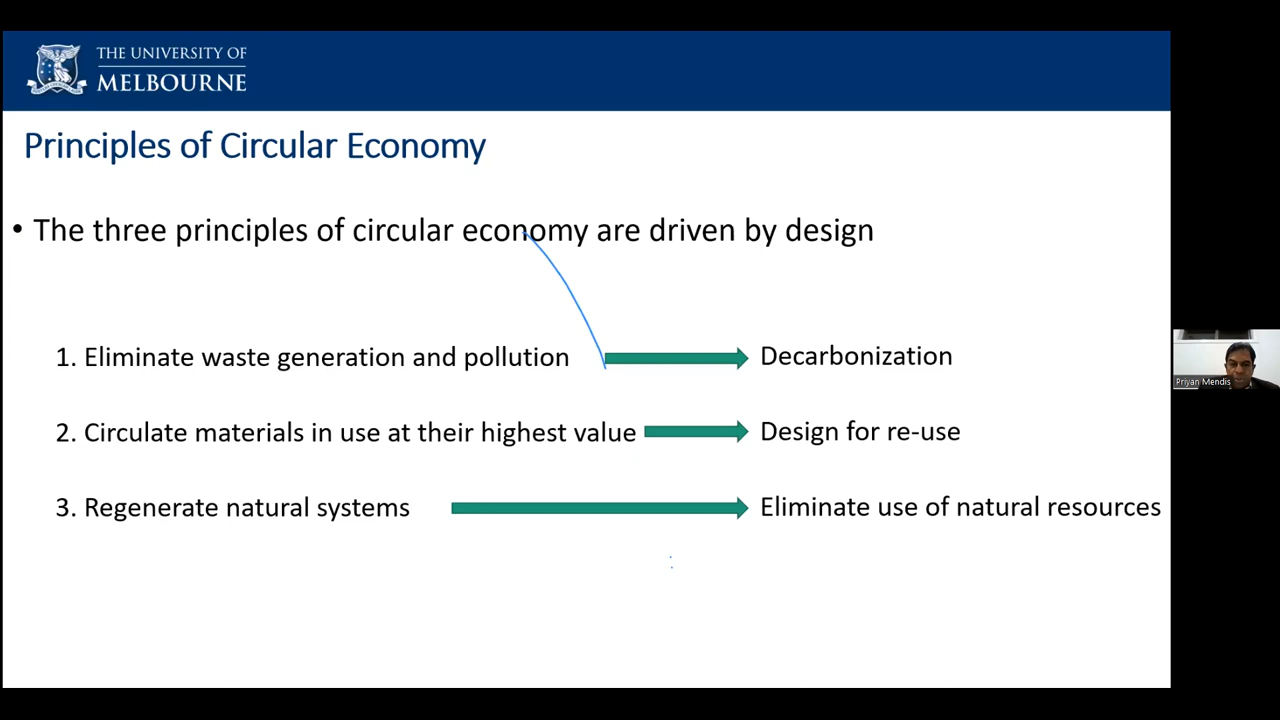 THE UNIVERSITY OF
MELBOURNE
Principles of Circular Economy
• The three principles of circular economy are driven by design
1. Eliminate waste generation and pollution
Decarbonization
2. Circulate materials in use at their highest value
Design for re-use
3. Regenerate natural systems
Eliminate use of natural resources
Priyan Mendis